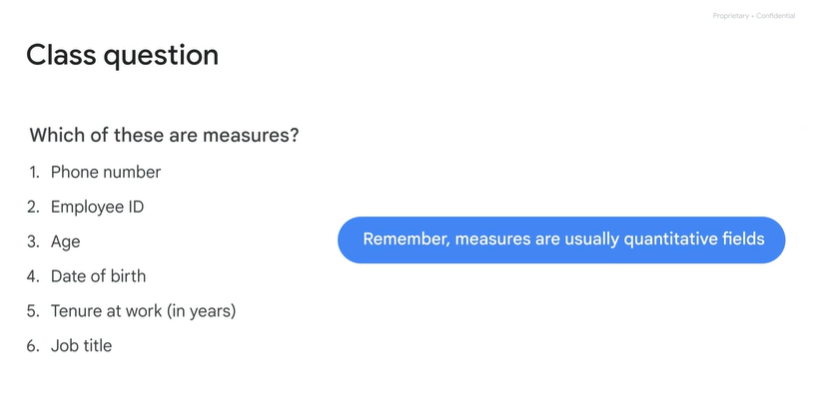 Proprietary + Confidential
Class question
Which of these are measures?
1. Phone number
2. Employee ID
3. Age
4. Date of birth
5. Tenure at work (in years)
6. Job title
Remember, measures are usually quantitative fields